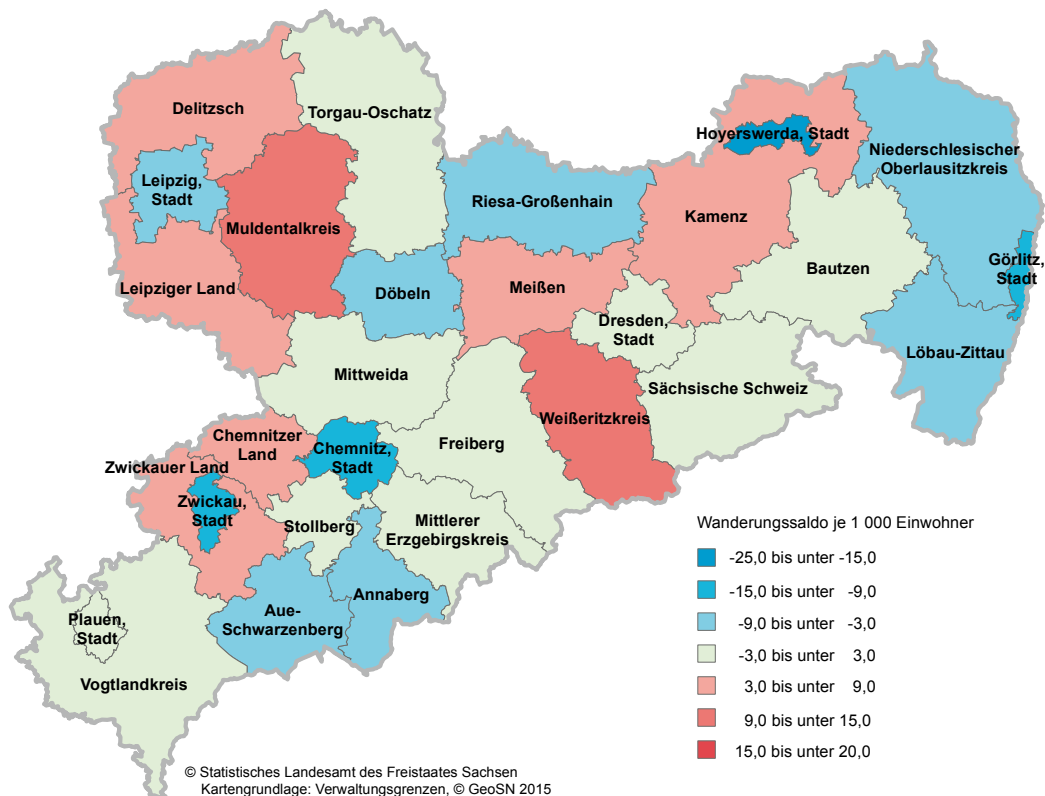 Delitzsch
Torgau-Oschatz
Hoyerswerda, Stadt
Niederschlesischer
Oberlausitzkreis
Leipzig,
Stadt
Riesa-Großenhain
Kamenz
Muldentalkreis
Görlitz,
Stadt
Bautzen
Leipziger Land
Döbeln
Meißen
Dresden,
Stadt
Löbau-Zittau
Mittweida
Sächsische Schweiz
Weißeritzkreis
Chemnitzer
Land
Chemnitz,
Stadt
Freiberg
Zwickauer Land
Zwickau,
Stadt
Stollberg
Mittlerer
Erzgebirgskreis
Annaberg
Aue-
Schwarzenberg
Plauen,
Stadt
Vogtlandkreis
Wanderungssaldo je 1 000 Einwohner
-25,0 bis unter -15,0
-15,0 bis unter -9,0
-9,0 bis unter -3,0
-3,0 bis unter 3,0
3,0 bis unter 9,0
9,0 bis unter 15,0
15,0 bis unter 20,0
© Statistisches Landesamt des Freistaates Sachsen
Kartengrundlage: Verwaltungsgrenzen, © GeoSN 2015